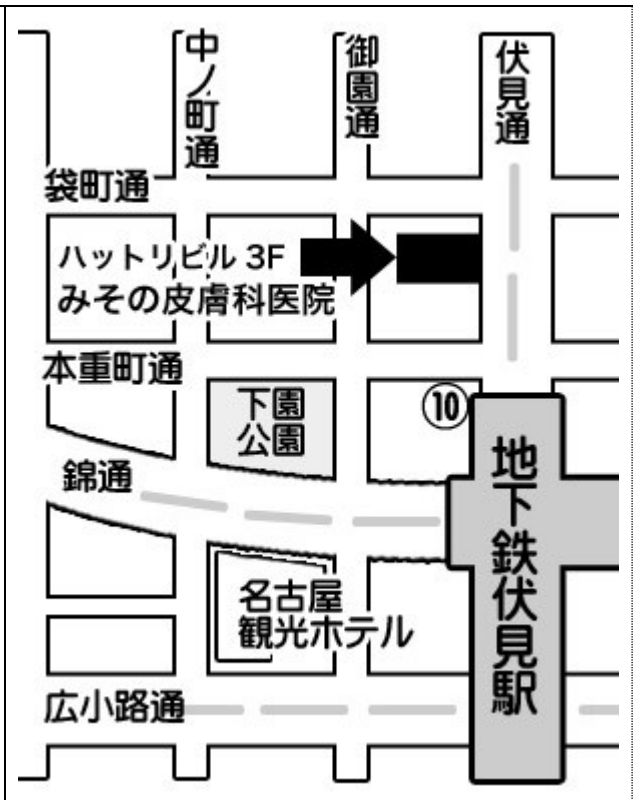 中ノ町通
御園通
伏見通
袋町通
ハットリビル 3F
みその皮膚科医院
本重町通
下園
公園
⑩
錦通
地下鉄伏見駅
名古屋
観光ホテル
広小路通